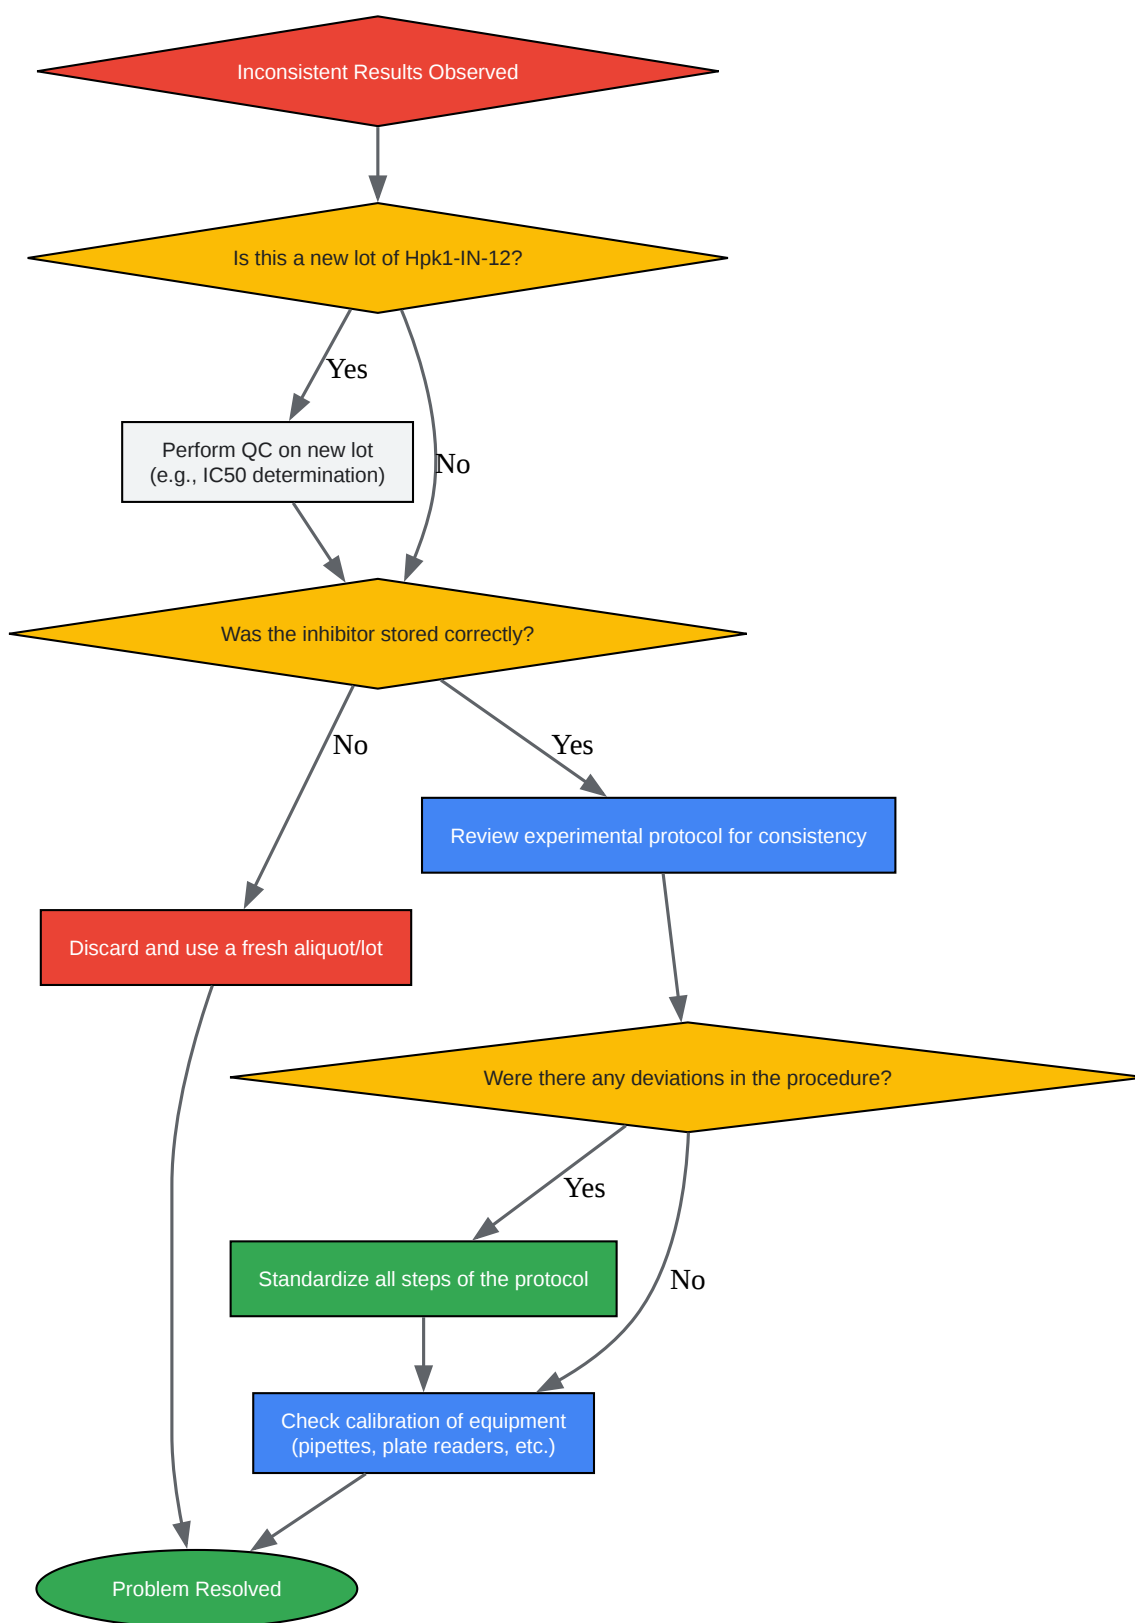 Inconsistent Results Observed
Is this a new lot of Hpk1-IN-12?
Yes
Perform QC on new lot
(e.g., IC50 determination)
No
Was the inhibitor stored correctly?
No
Yes
Review experimental protocol for consistency
Discard and use a fresh aliquot/lot
Were there any deviations in the procedure?
Yes
Standardize all steps of the protocol
No
Check calibration of equipment
(pipettes, plate readers, etc.)
Problem Resolved